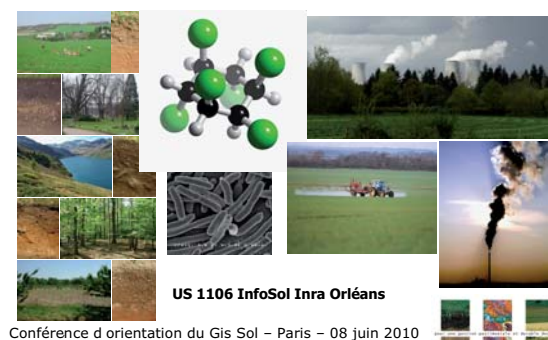 US 1106 InfoSol Inra Orléans
Conférence d orientation du Gis Sol – Paris – 08 juin 2010